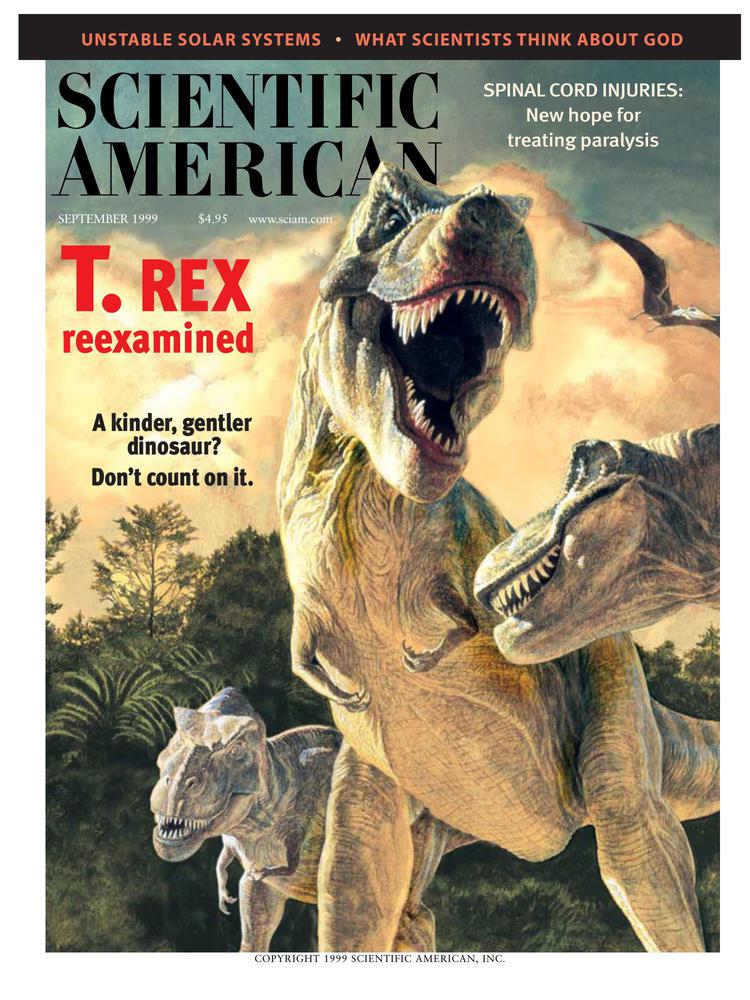 UNSTABLE SOLAR SYSTEMS • WHAT SCIENTISTS THINK ABOUT GOD
SCIENTIFIC
AMERICAN
SPINAL CORD INJURIES:
New hope for
treating paralysis
SEPTEMBER 1999 $4.95 www.sciam.com
T. REX
reexamined
A kinder, gentler
dinosaur?
Don't count on it.
COPYRIGHT 1999 SCIENTIFIC AMERICAN, INC.